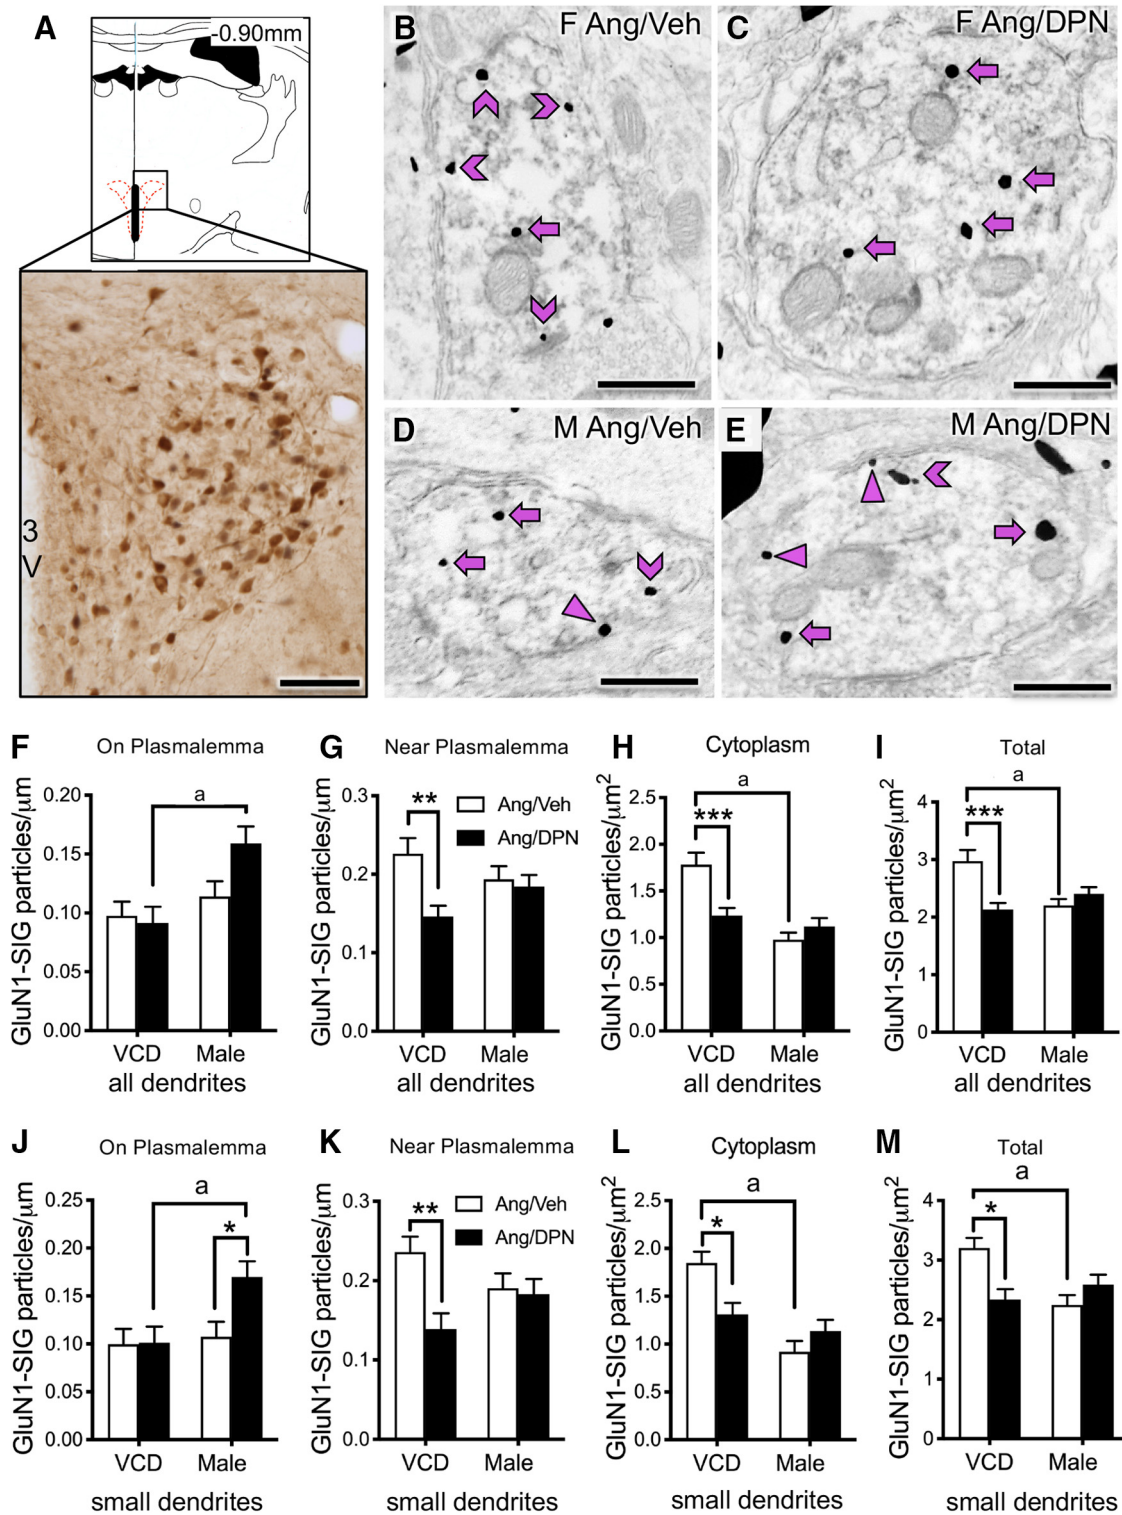 A
-0.90mm
3
V
B
F Ang/Veh
C
F Ang/DPN
D
M Ang/Veh
E
M Ang/DPN
F
On Plasmalemma
GluN1-SIG particles/μm
0.20
0.15
0.10
0.05
0.00
a
VCD
Male
all dendrites
G
Near Plasmalemma
GluN1-SIG particles/μm
0.3
0.2
0.1
0.0
**
Ang/Veh
Ang/DPN
VCD
Male
all dendrites
H
Cytoplasm
GluN1-SIG particles/μm²
2.5
2.0
1.5
1.0
0.5
0.0
a
***
VCD
Male
all dendrites
I
Total
GluN1-SIG particles/μm²
4
3
2
1
0
a
***
VCD
Male
all dendrites
J
On Plasmalemma
GluN1-SIG particles/μm
0.25
0.20
0.15
0.10
0.05
0.00
a
*
VCD
Male
small dendrites
K
Near Plasmalemma
GluN1-SIG particles/μm
0.3
0.2
0.1
0.0
**
Ang/Veh
Ang/DPN
VCD
Male
small dendrites
L
Cytoplasm
GluN1-SIG particles/μm²
2.5
2.0
1.5
1.0
0.5
0.0
a
*
VCD
Male
small dendrites
M
Total
GluN1-SIG particles/μm²
4
3
2
1
0
a
*
VCD
Male
small dendrites